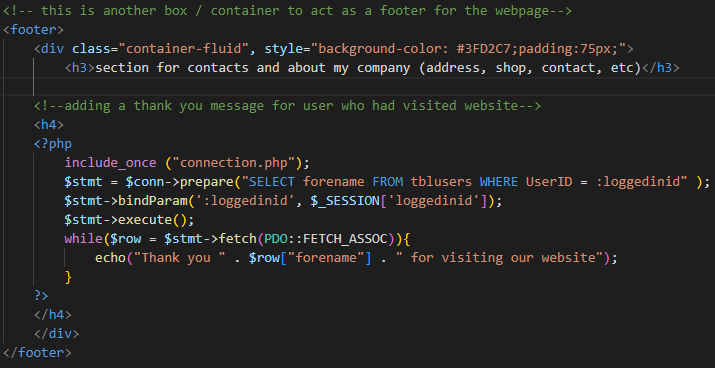 <!-- this is another box / container to act as a footer for the webpage-->
<footer>
<div class="container-fluid", style="background-color: #3FD2C7;padding:75px;">
<h3>section for contacts and about my company (address, shop, contact, etc)</h3>
<!--adding a thank you message for user who had visited website-->
<h4>
<?php
include_once ("connection.php");
$stmt = $conn->prepare("SELECT forename FROM tblusers WHERE UserID = :loggedinid" );
$stmt->bindParam(':loggedinid', $_SESSION['loggedinid']);
$stmt->execute();
while($row = $stmt->fetch(PDO::FETCH_ASSOC)){
echo("Thank you " . $row["forename"] . " for visiting our website");
}
?>
</h4>
</div>
</footer>